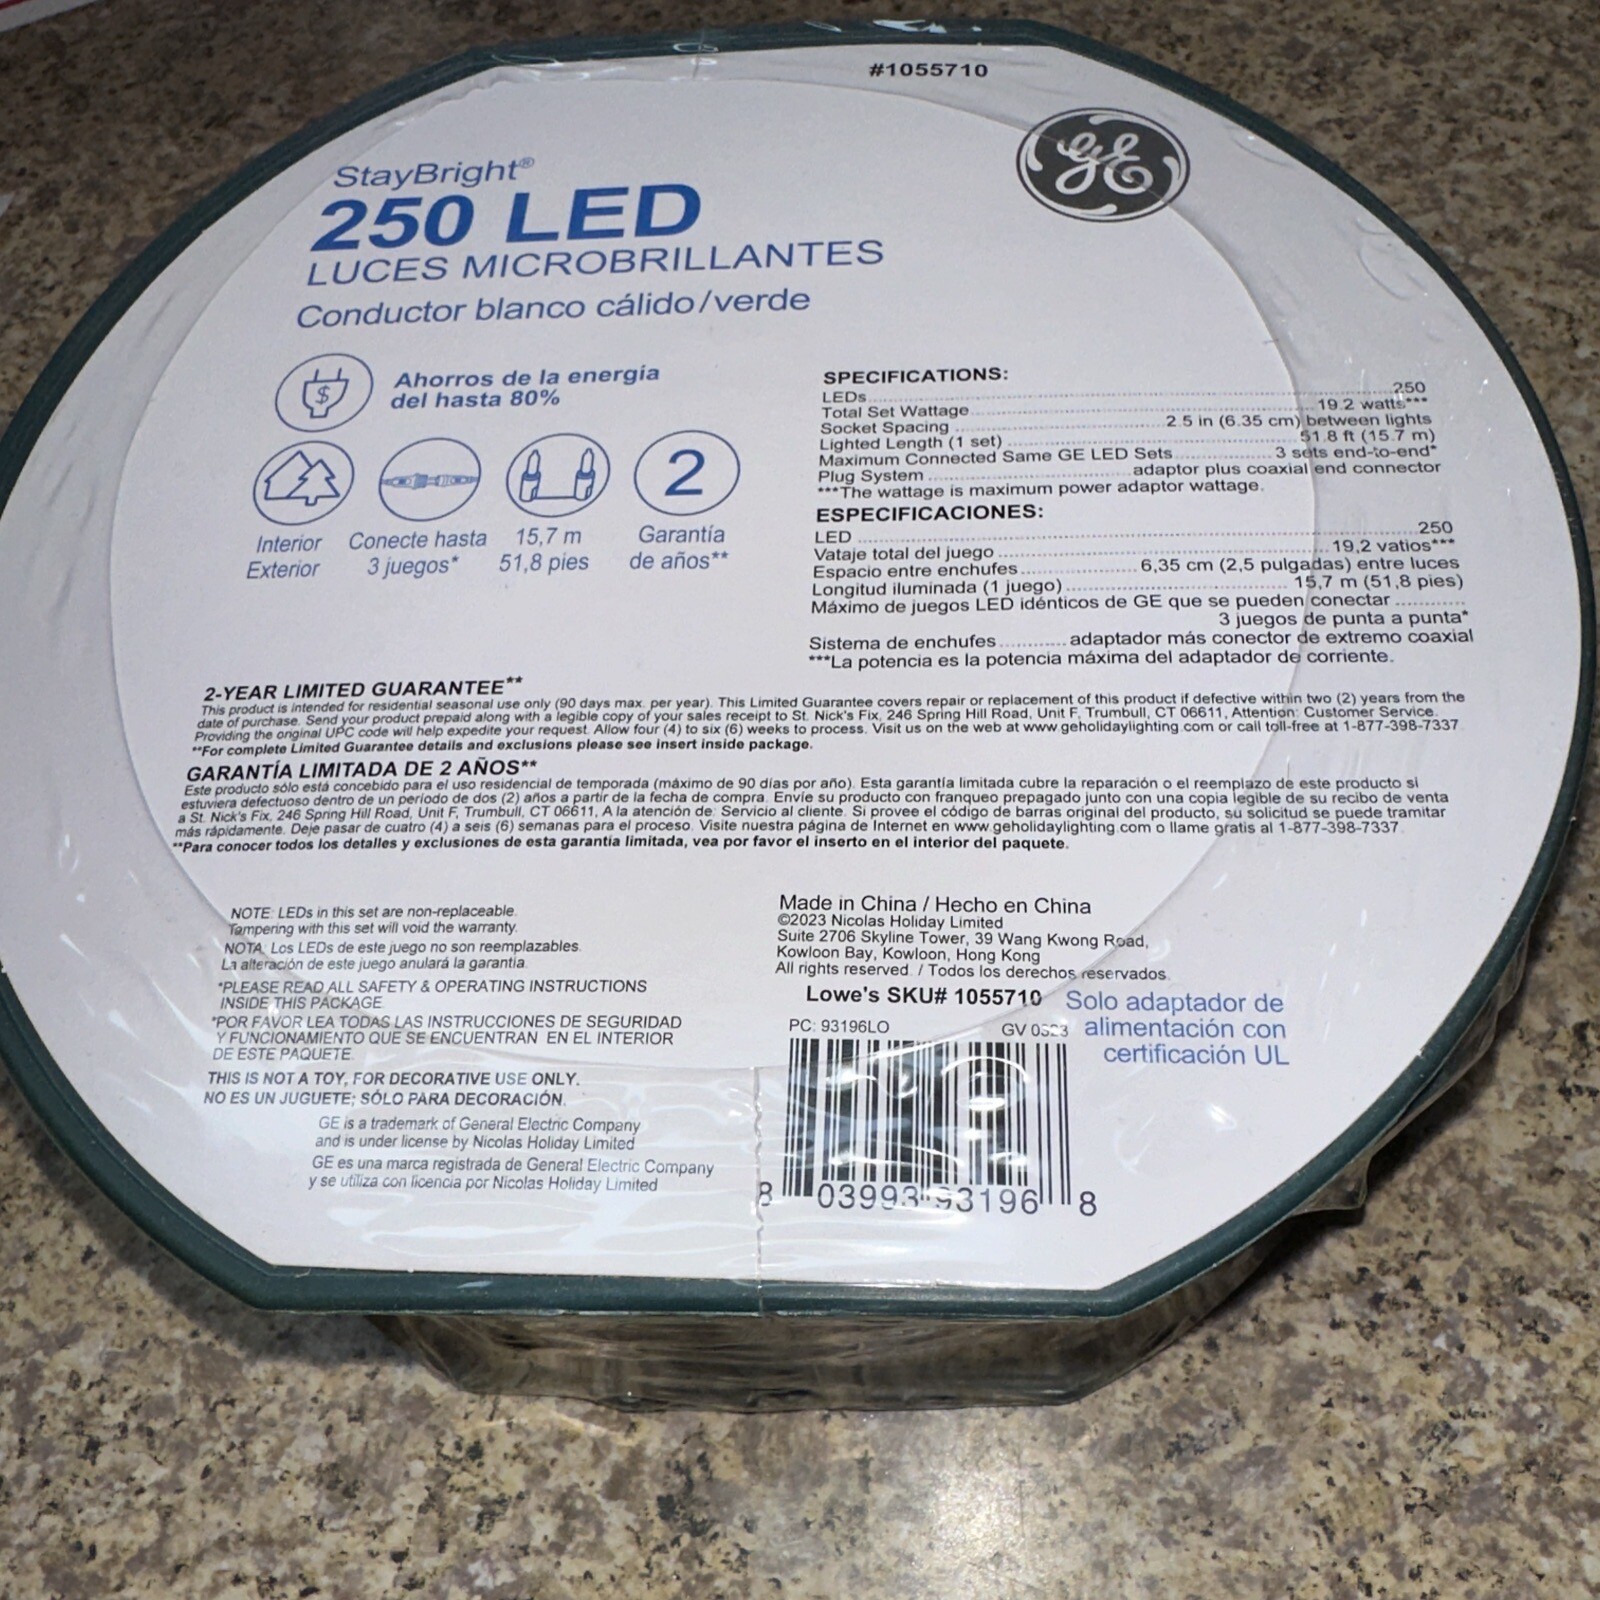 #1055710
GE
StayBright®
250 LED
LUCES MICROBRILLANTES
Conductor blanco cálido/verde
$
Ahorros de la energía
del hasta 80%
2
Interior
Exterior
Conecte hasta
3 juegos*
15,7 m
51,8 pies
Garantía
de años**
SPECIFICATIONS:
LEDs 250
Total Set Wattage 19.2 watts***
Socket Spacing 2.5 in (6.35 cm) between lights
Lighted Length (1 set) 51.8 ft (15.7 m)
Maximum Connected Same GE LED Sets 3 sets end-to-end*
Plug System adaptor plus coaxial end connector
***The wattage is maximum power adaptor wattage.
ESPECIFICACIONES:
LED 250
Vataje total del juego 19,2 vatios***
Espacio entre enchufes 6,35 cm (2,5 pulgadas) entre luces
Longitud iluminada (1 juego) 15,7 m (51,8 pies)
Máximo de juegos LED idénticos de GE que se pueden conectar
3 juegos de punta a punta*
Sistema de enchufes adaptador más conector de extremo coaxial
***La potencia es la potencia máxima del adaptador de corriente.
2-YEAR LIMITED GUARANTEE**
This product is intended for residential seasonal use only (90 days max. per year). This Limited Guarantee covers repair or replacement of this product if defective within two (2) years from the
date of purchase. Send your product prepaid along with a legible copy of your sales receipt to St. Nick's Fix, 246 Spring Hill Road, Unit F, Trumbull, CT 06611, Attention: Customer Service.
Providing the original UPC code will help expedite your request. Allow four (4) to six (6) weeks to process. Visit us on the web at www.geholidaylighting.com or call toll-free at 1-877-398-7337
**For complete Limited Guarantee details and exclusions please see insert inside package.
GARANTÍA LIMITADA DE 2 AÑOS**
Este producto sólo está concebido para el uso residencial de temporada (máximo de 90 días por año). Esta garantía limitada cubre la reparación o el reemplazo de este producto si
estuviera defectuoso dentro de un período de dos (2) años a partir de la fecha de compra. Envíe su producto con franqueo prepagado junto con una copia legible de su recibo de venta
a St. Nick's Fix, 246 Spring Hill Road, Unit F, Trumbull, CT 06611, A la atención de: Servicio al cliente. Si provee el código de barras original del producto, su solicitud se puede tramitar
más rápidamente. Deje pasar de cuatro (4) a seis (6) semanas para el proceso. Visite nuestra página de Internet en www.geholidaylighting.com o llame gratis al 1-877-398-7337.
**Para conocer todos los detalles y exclusiones de esta garantía limitada, vea por favor el inserto en el interior del paquete.
NOTE: LEDs in this set are non-replaceable.
Tampering with this set will void the warranty.
NOTA: Los LEDs de este juego no son reemplazables.
La alteración de este juego anulará la garantía.
*PLEASE READ ALL SAFETY & OPERATING INSTRUCTIONS
INSIDE THIS PACKAGE
*POR FAVOR LEA TODAS LAS INSTRUCCIONES DE SEGURIDAD
Y FUNCIONAMIENTO QUE SE ENCUENTRAN EN EL INTERIOR
DE ESTE PAQUETE.
THIS IS NOT A TOY, FOR DECORATIVE USE ONLY.
NO ES UN JUGUETE; SÓLO PARA DECORACIÓN.
GE is a trademark of General Electric Company
and is under license by Nicolas Holiday Limited
GE es una marca registrada de General Electric Company
y se utiliza con licencia por Nicolas Holiday Limited
Made in China / Hecho en China
©2023 Nicolas Holiday Limited
Suite 2706 Skyline Tower, 39 Wang Kwong Road,
Kowloon Bay, Kowloon, Hong Kong
All rights reserved. / Todos los derechos reservados.
Lowe's SKU# 1055710
PC: 93196LO GV 0323
Solo adaptador de
alimentación con
certificación UL
8 03993 93196 8